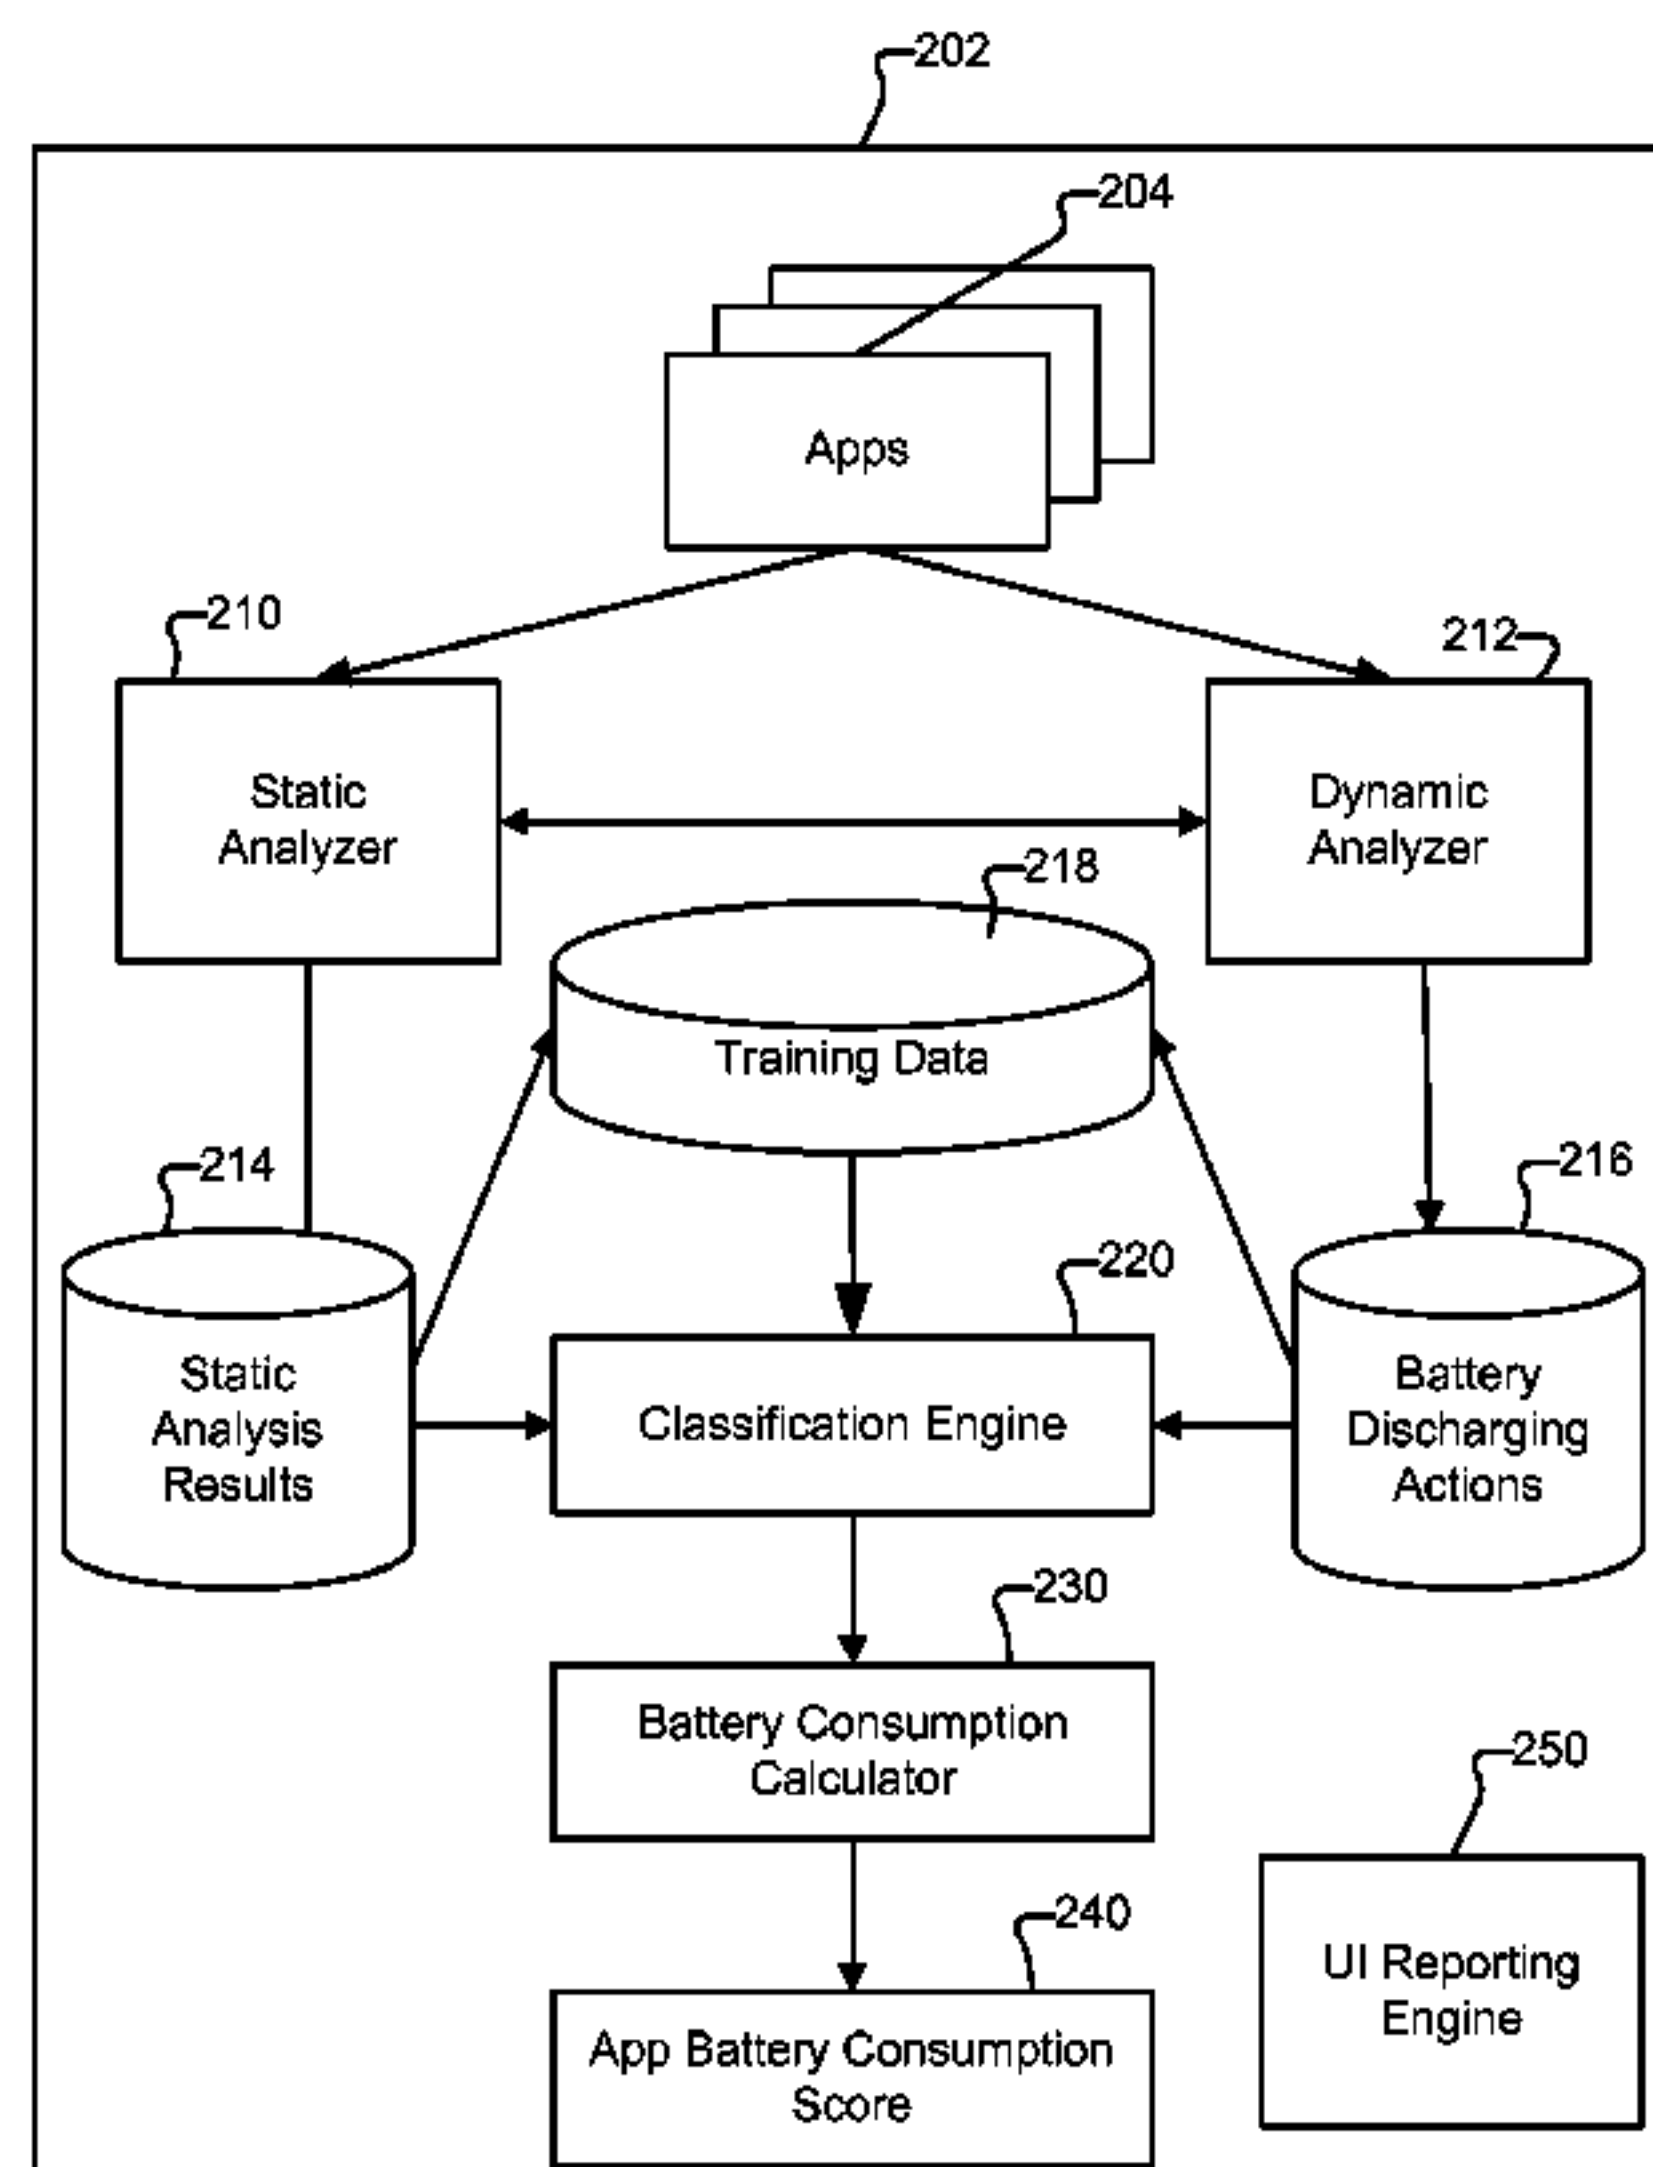 202
204
Apps
210
212
Static
Analyzer
Dynamic
Analyzer
218
Training Data
214
216
220
Static
Analysis
Results
Classification Engine
Battery
Discharging
Actions
230
Battery Consumption
Calculator
250
240
UI Reporting
Engine
App Battery Consumption
Score